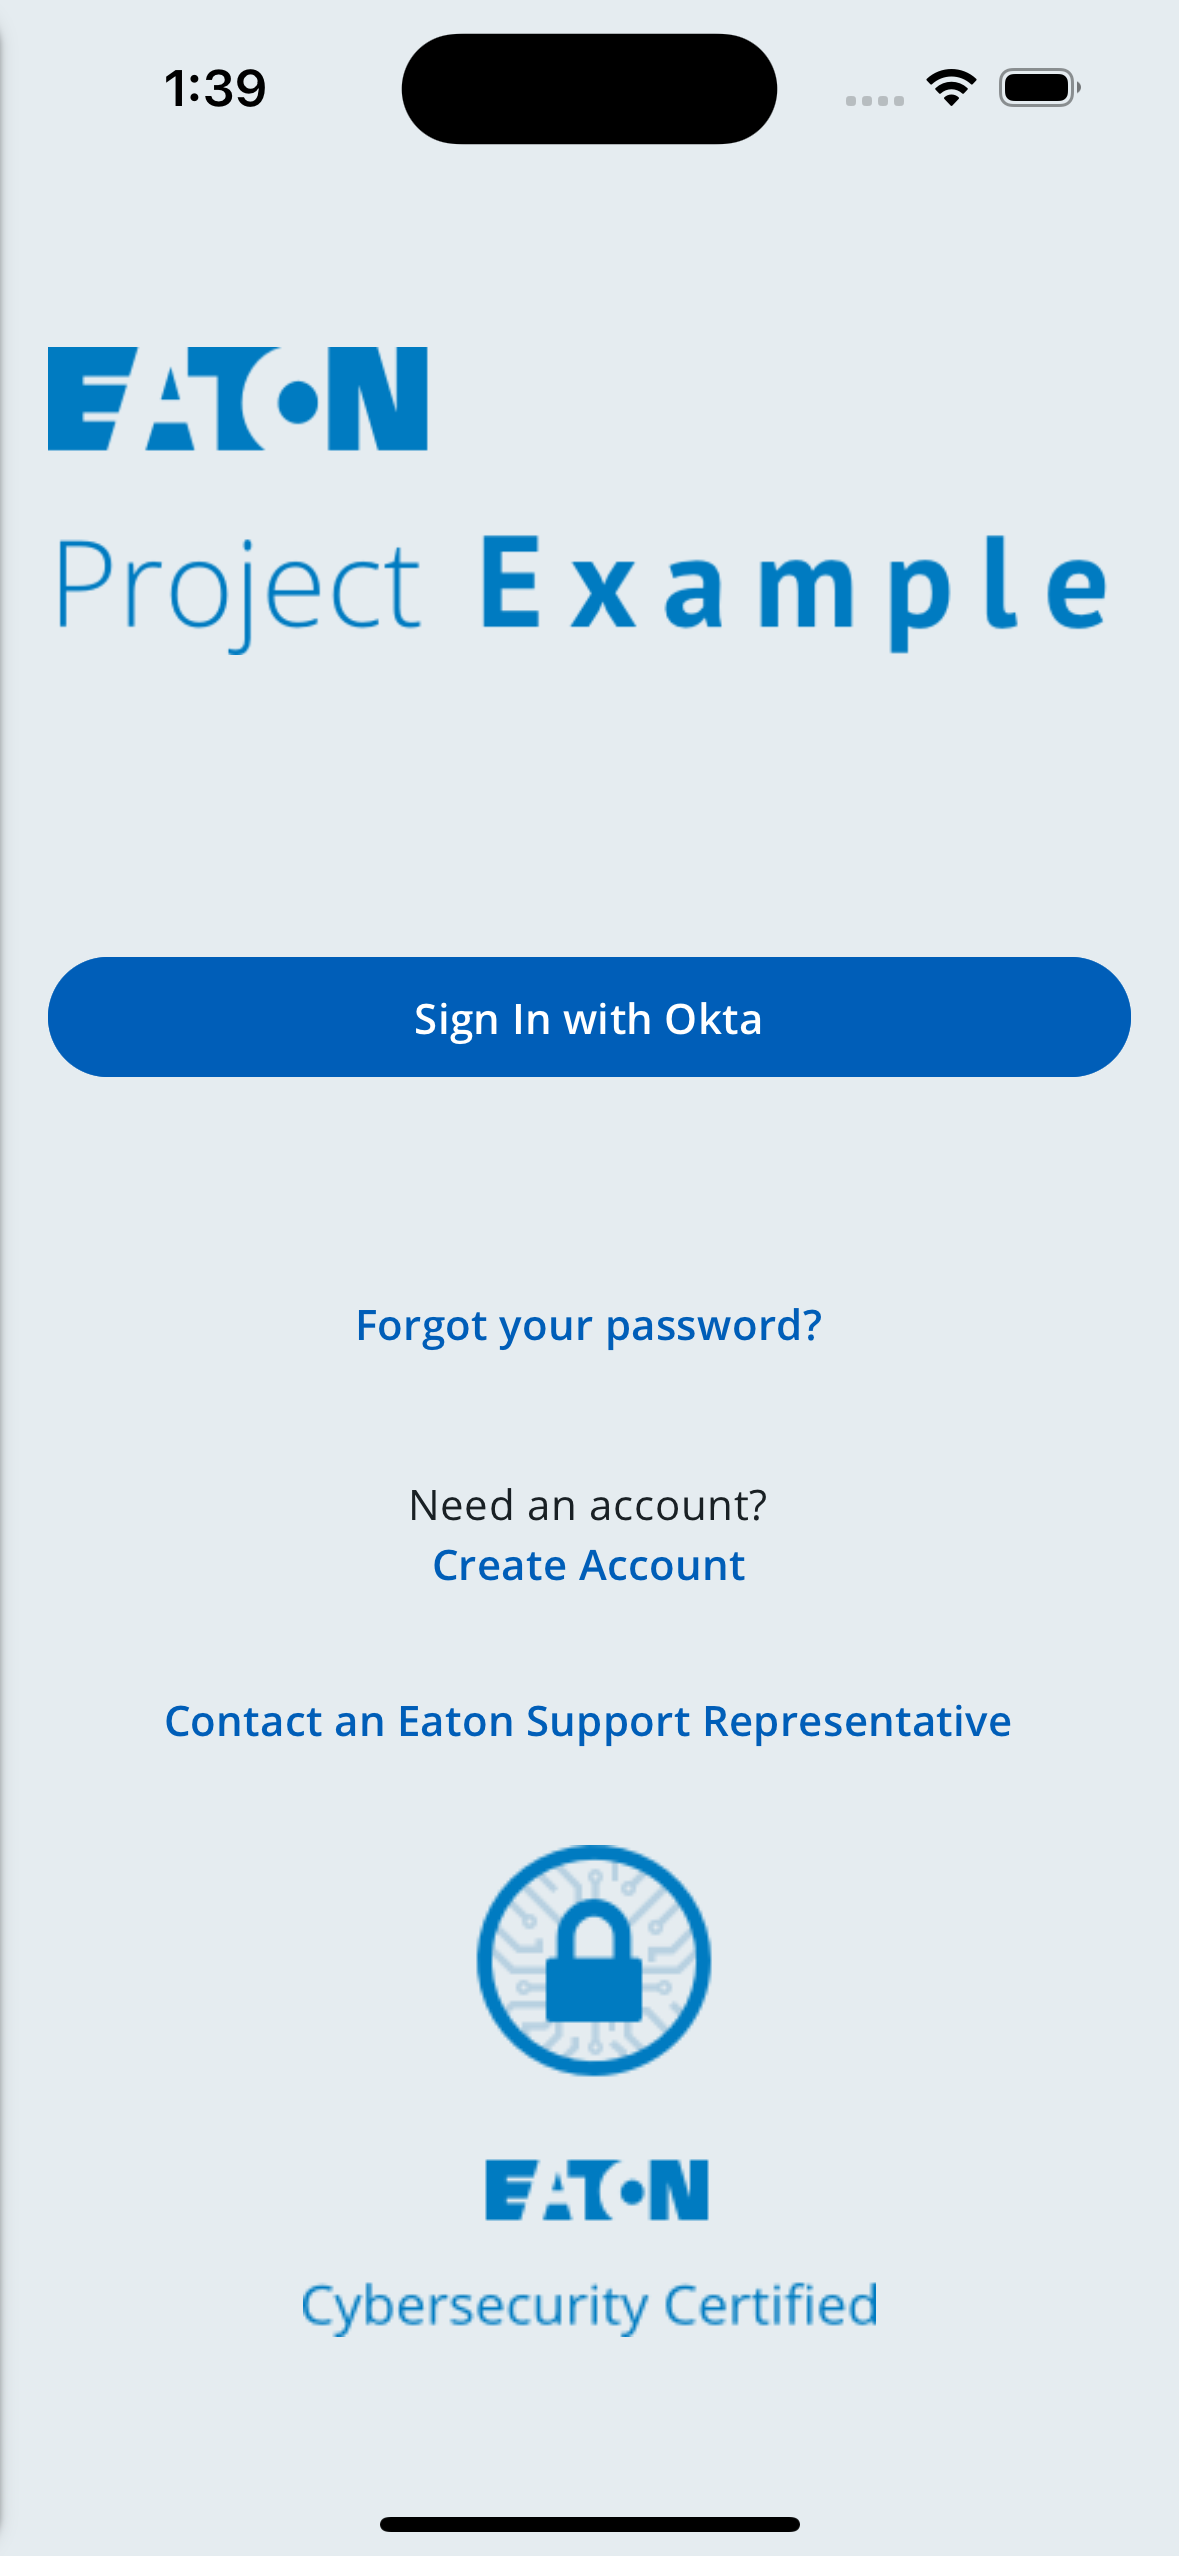 1:39
EATON
Project Example
Sign In with Okta
Forgot your password?
Need an account?
Create Account
Contact an Eaton Support Representative
EATON
Cybersecurity Certified